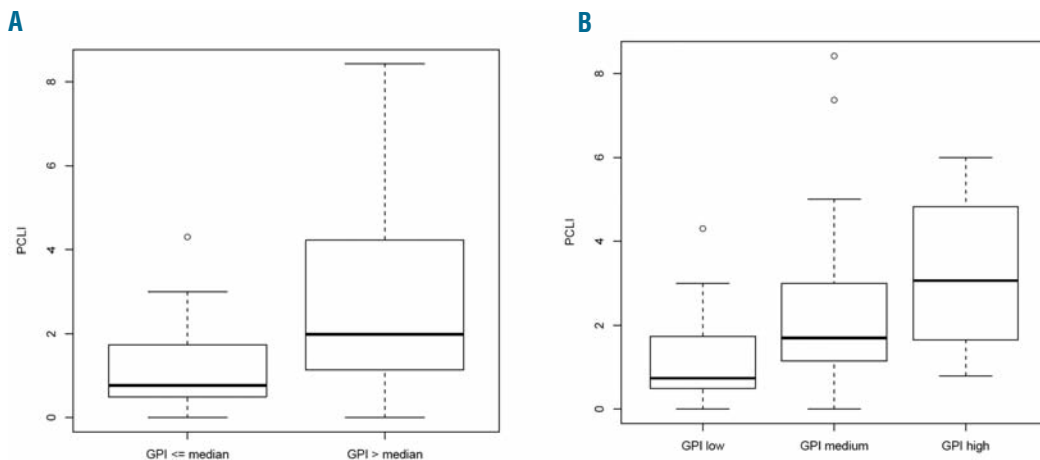 A
PCLI
8
6
4
2
0
GPI <= median
GPI > median
B
PCLI
8
6
4
2
0
GPI low
GPI medium
GPI high